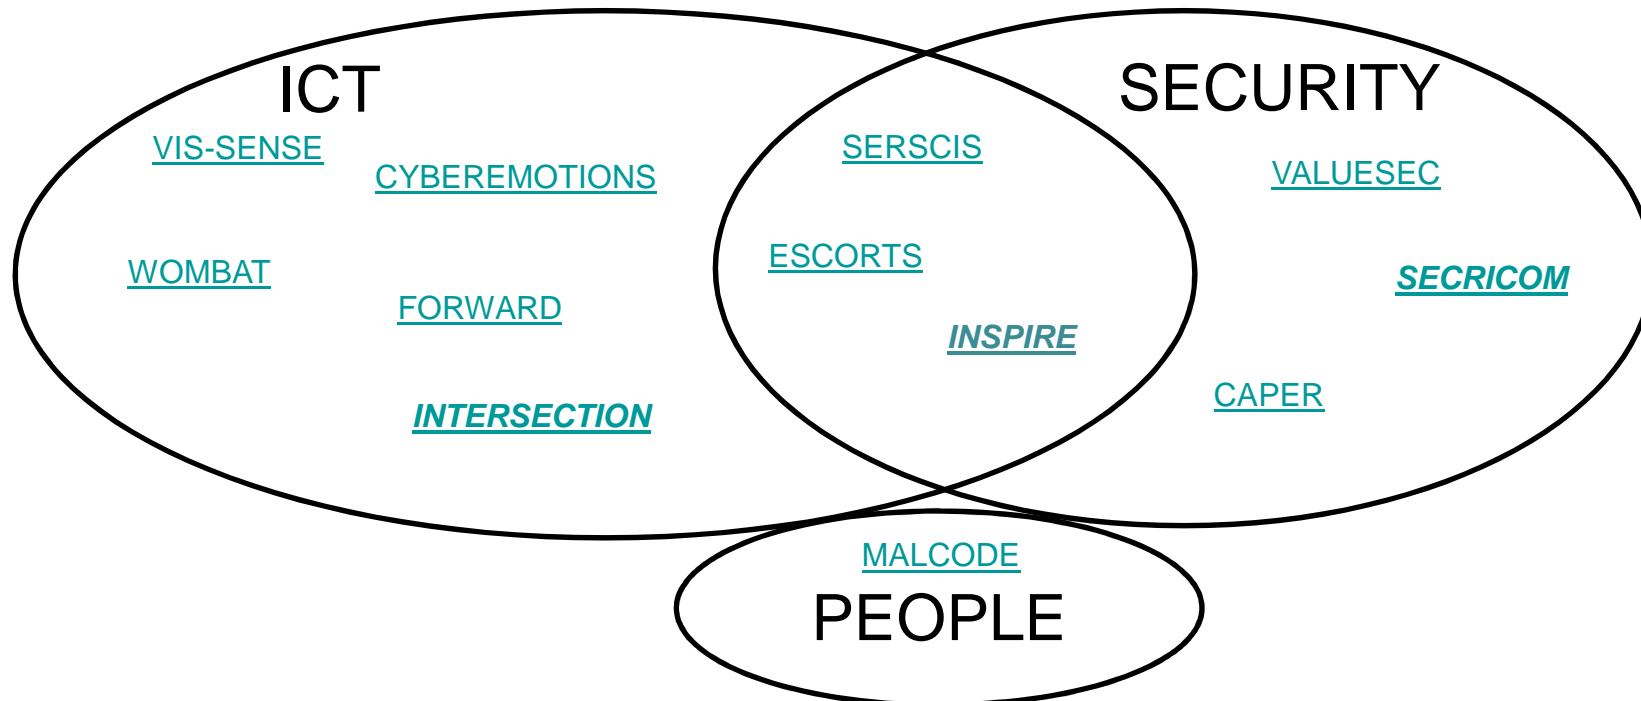 ICT
SECURITY
VIS-SENSE
CYBEREMOTIONS
SERSCIS
VALUESEC
WOMBAT
ESCORTS
SECRICOM
FORWARD
INSPIRE
INTERSECTION
CAPER
MALCODE
PEOPLE